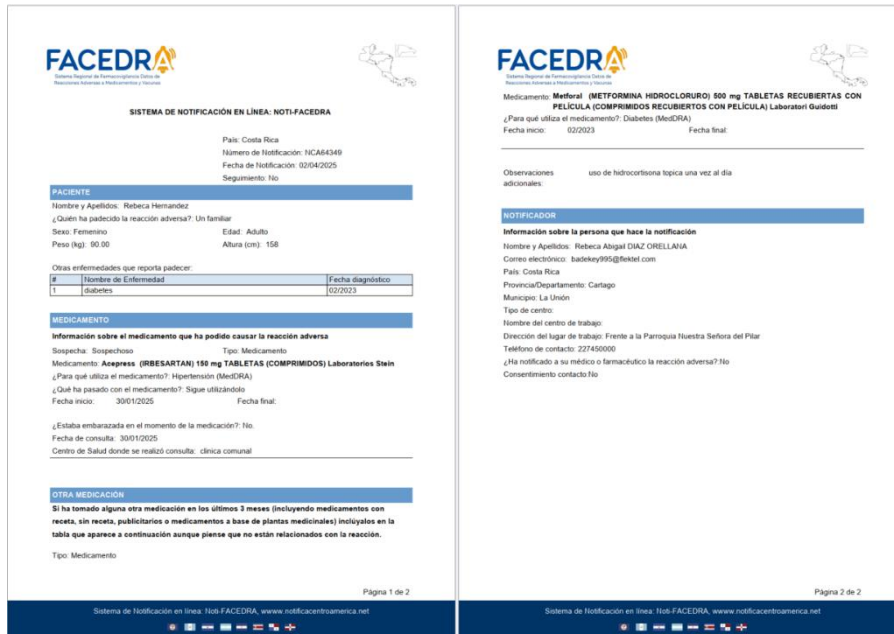 FACEDRA
Sistema Regional de Farmacovigilancia Datos de
Reacciones Adversas a Medicamentos y Vacunas
SISTEMA DE NOTIFICACIÓN EN LÍNEA: NOTI-FACEDRA
País: Costa Rica
Número de Notificación: NCA64349
Fecha de Notificación: 02/04/2025
Seguimiento: No
PACIENTE
Nombre y Apellidos: Rebeca Hernandez
¿Quién ha padecido la reacción adversa?: Un familiar
Sexo: Femenino Edad: Adulto
Peso (kg): 90.00 Altura (cm): 158
Otras enfermedades que reporta padecer:
# Nombre de Enfermedad Fecha diagnóstico
1 diabetes 02/2023
MEDICAMENTO
Información sobre el medicamento que ha podido causar la reacción adversa
Sospecha: Sospechoso Tipo: Medicamento
Medicamento: Acepress (IRBESARTAN) 150 mg TABLETAS (COMPRIMIDOS) Laboratorios Stein
¿Para qué utiliza el medicamento?: Hipertensión (MedDRA)
¿Qué ha pasado con el medicamento?: Sigue utilizándolo
Fecha inicio: 30/01/2025 Fecha final:
¿Estaba embarazada en el momento de la medicación?: No.
Fecha de consulta: 30/01/2025
Centro de Salud donde se realizó consulta: clinica comunal
OTRA MEDICACIÓN
Si ha tomado alguna otra medicación en los últimos 3 meses (incluyendo medicamentos con
receta, sin receta, publicitarios o medicamentos a base de plantas medicinales) inclúyalos en la
tabla que aparece a continuación aunque piense que no están relacionados con la reacción.
Tipo: Medicamento
Página 1 de 2
Sistema de Notificación en línea: Noti-FACEDRA, wwww.notificacentroamerica.net
FACEDRA
Sistema Regional de Farmacovigilancia Datos de
Reacciones Adversas a Medicamentos y Vacunas
Medicamento: Metforal (METFORMINA HIDROCLORURO) 500 mg TABLETAS RECUBIERTAS CON
PELÍCULA (COMPRIMIDOS RECUBIERTOS CON PELÍCULA) Laboratori Guidotti
¿Para qué utiliza el medicamento?: Diabetes (MedDRA)
Fecha inicio: 02/2023 Fecha final:
Observaciones uso de hidrocortisona topica una vez al día
adicionales:
NOTIFICADOR
Información sobre la persona que hace la notificación
Nombre y Apellidos: Rebeca Abigail DIAZ ORELLANA
Correo electrónico: badekey995@flektel.com
País: Costa Rica
Provincia/Departamento: Cartago
Municipio: La Unión
Tipo de centro:
Nombre del centro de trabajo:
Dirección del lugar de trabajo: Frente a la Parroquia Nuestra Señora del Pilar
Teléfono de contacto: 227450000
¿Ha notificado a su médico o farmacéutico la reacción adversa?:No
Consentimiento contacto:No
Página 2 de 2
Sistema de Notificación en línea: Noti-FACEDRA, wwww.notificacentroamerica.net